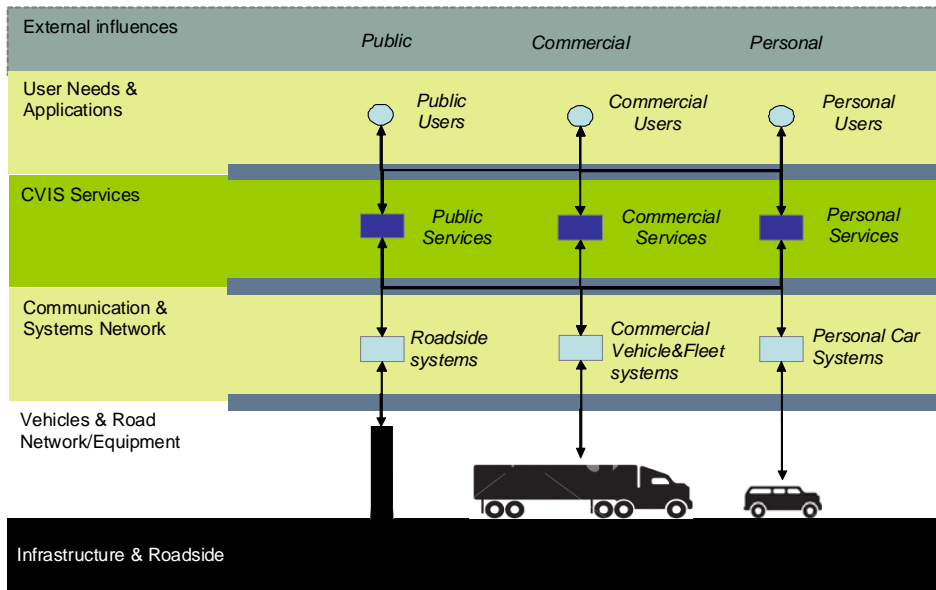 External influences
Public
Commercial
Personal
User Needs &
Applications
Public
Users
Commercial
Users
Personal
Users
CVIS Services
Public
Services
Commercial
Services
Personal
Services
Communication &
Systems Network
Roadside
systems
Commercial
Vehicle&Fleet
systems
Personal Car
Systems
Vehicles & Road
Network/Equipment
Infrastructure & Roadside